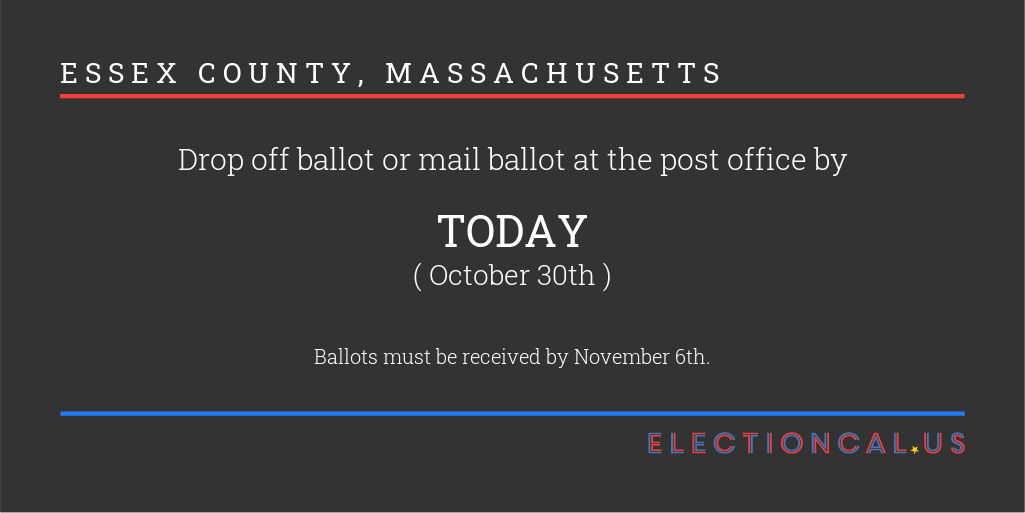 ESSEX COUNTY, MASSACHUSETTS
Drop off ballot or mail ballot at the post office by
TODAY
( October 30th )
Ballots must be received by November 6th.
ELECTIONCAL.US